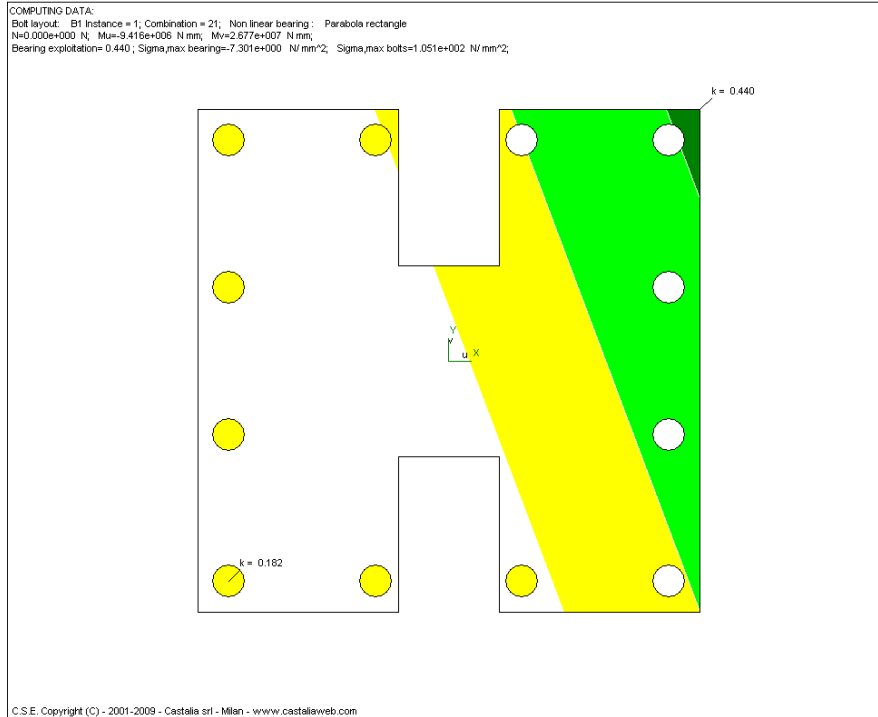 COMPUTING DATA:
Bolt layout: B1 Instance = 1; Combination = 21; Non linear bearing : Parabola rectangle
N=0.000e+000 N; Mu=-9.416e+006 N mm; Mv=2.677e+007 N mm;
Bearing exploitation= 0.440 ; Sigma,max bearing=-7.301e+000 N/ mm^2; Sigma,max bolts=1.051e+002 N/ mm^2;
k = 0.440
Y
v
u X
k = 0.182
C.S.E. Copyright (C) - 2001-2009 - Castalia srl - Milan - www.castaliaweb.com